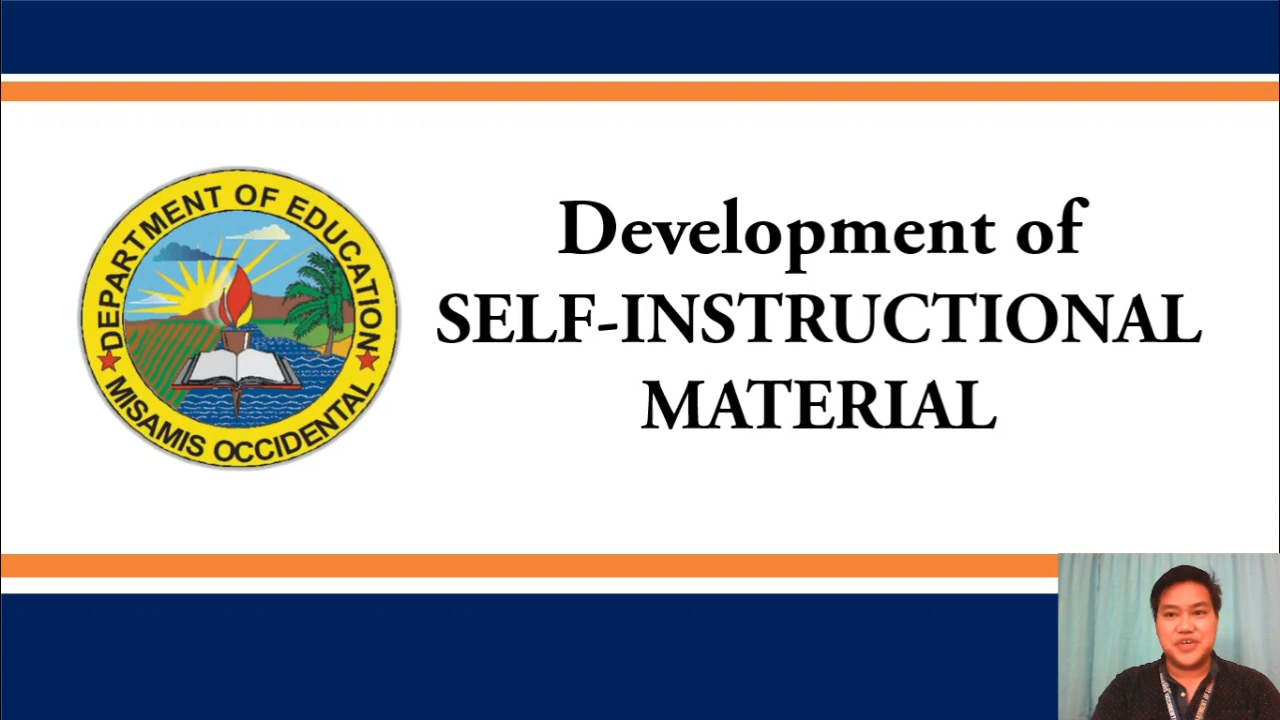 DEPARTMENT OF EDUCATION
MISAMIS OCCIDENTAL
Development of
SELF-INSTRUCTIONAL
MATERIAL